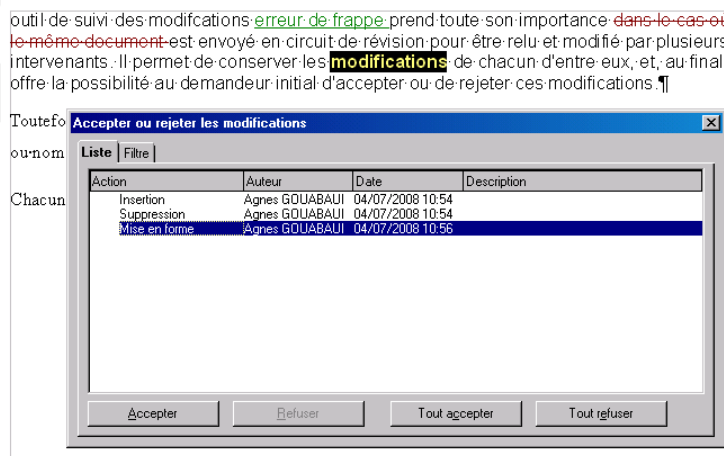 outil de suivi des modifcations erreur de frappe prend toute son importance dans le cas où
le même document est envoyé en circuit de révision pour être relu et modifié par plusieurs
intervenants. Il permet de conserver les modifications de chacun d'entre eux, et, au final
offre la possibilité au demandeur initial d'accepter ou de rejeter ces modifications.¶
Toutefo
ou nom
Chacun
Accepter ou rejeter les modifications
Liste Filtre
Action Auteur Date Description
Insertion Agnes GOUABAUI 04/07/2008 10:54
Suppression Agnes GOUABAUI 04/07/2008 10:54
Mise en forme Agnes GOUABAUI 04/07/2008 10:56
Accepter Refuser Tout accepter Tout refuser